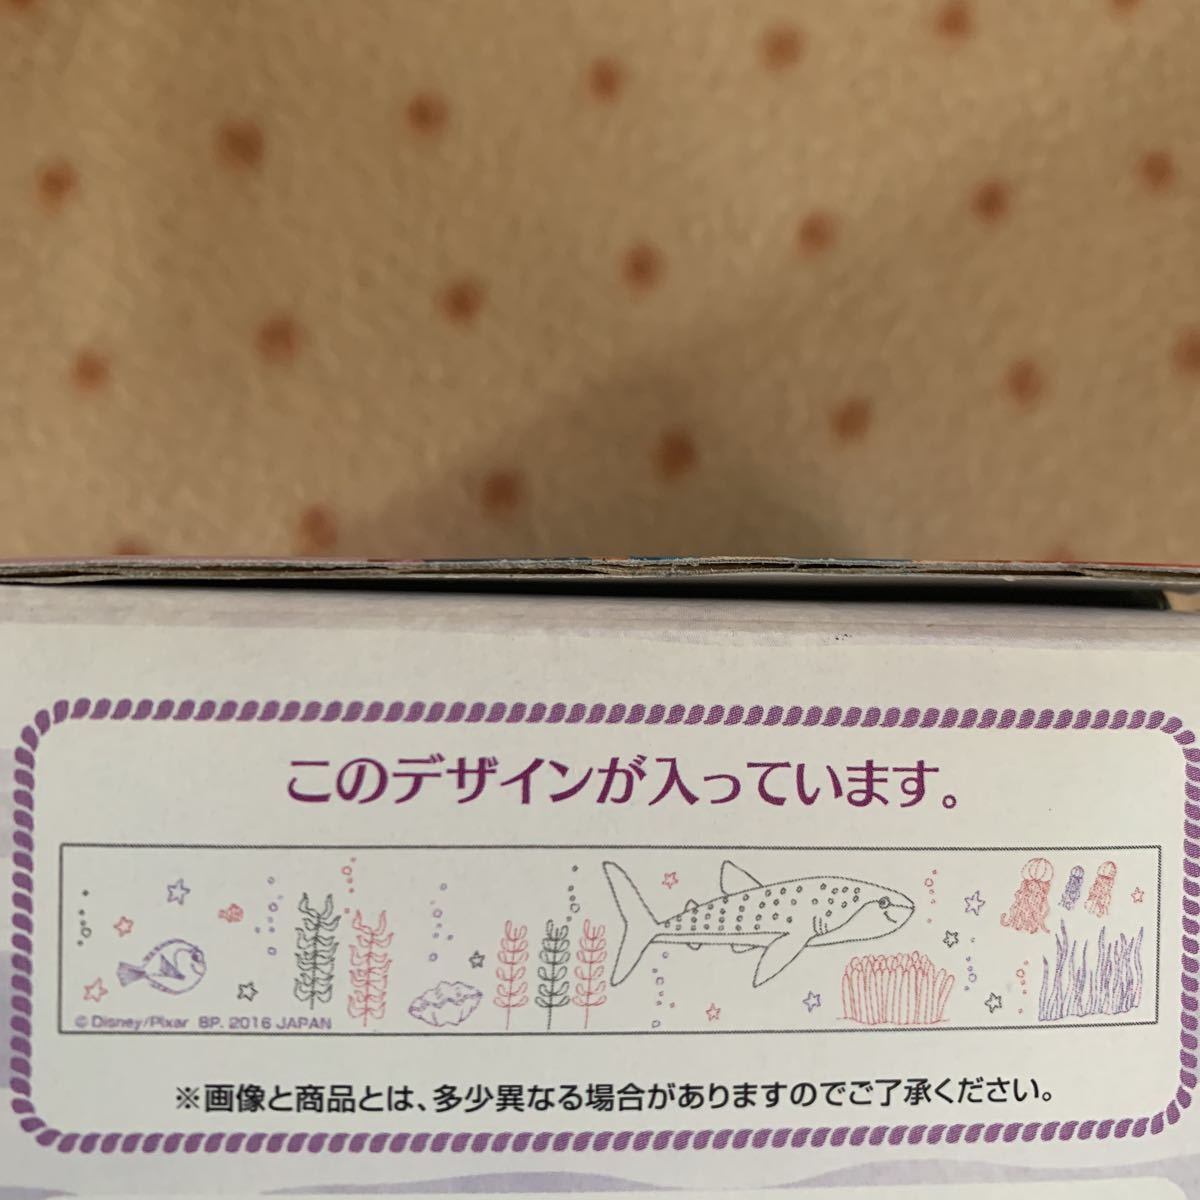 このデザインが入っています。
©Disney/Pixar BP. 2016 JAPAN
※画像と商品とは、多少異なる場合がありますのでご了承ください。